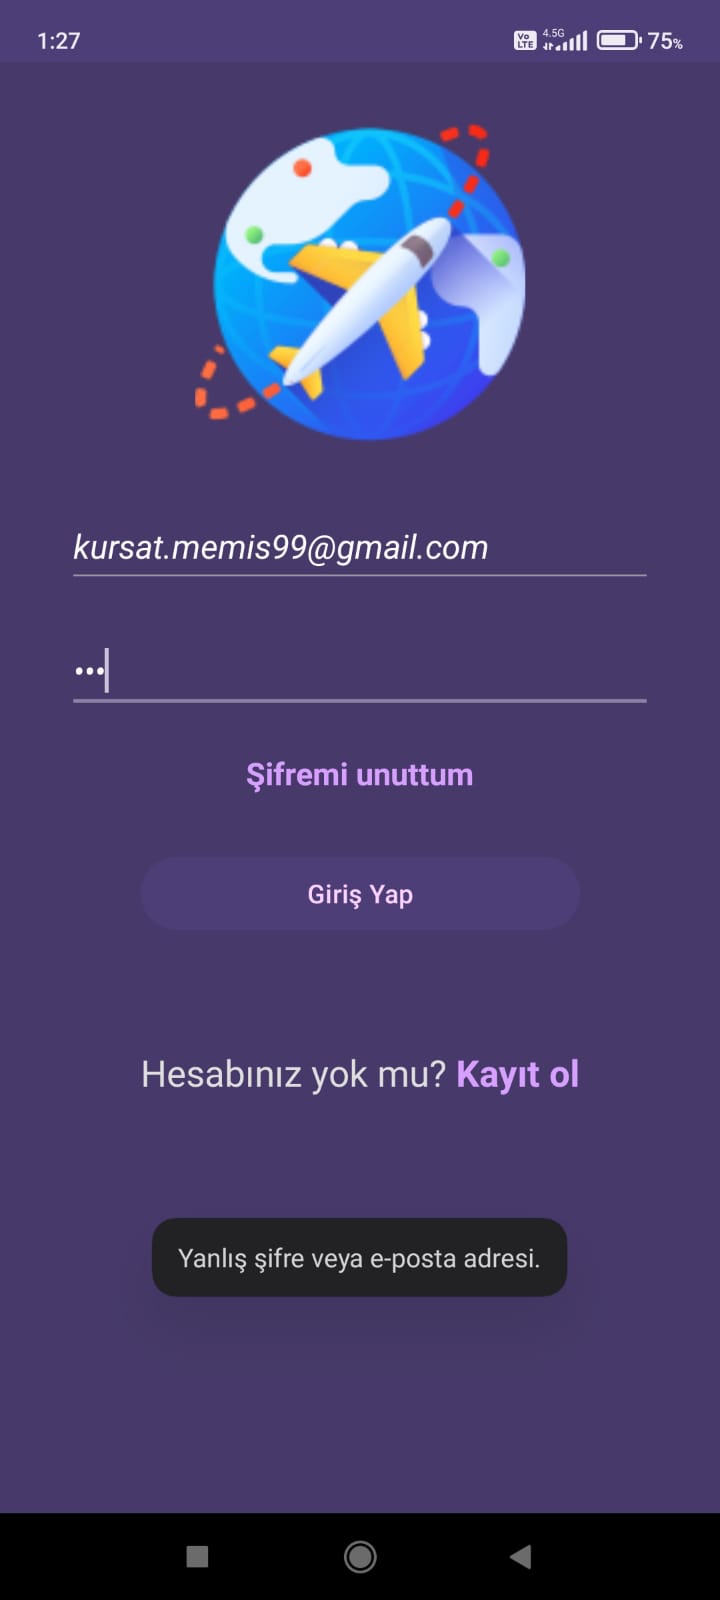 1:27 Vo LTE 4.5G 75%
kursat.memis99@gmail.com
•••
Şifremi unuttum
Giriş Yap
Hesabınız yok mu? Kayıt ol
Yanlış şifre veya e-posta adresi.